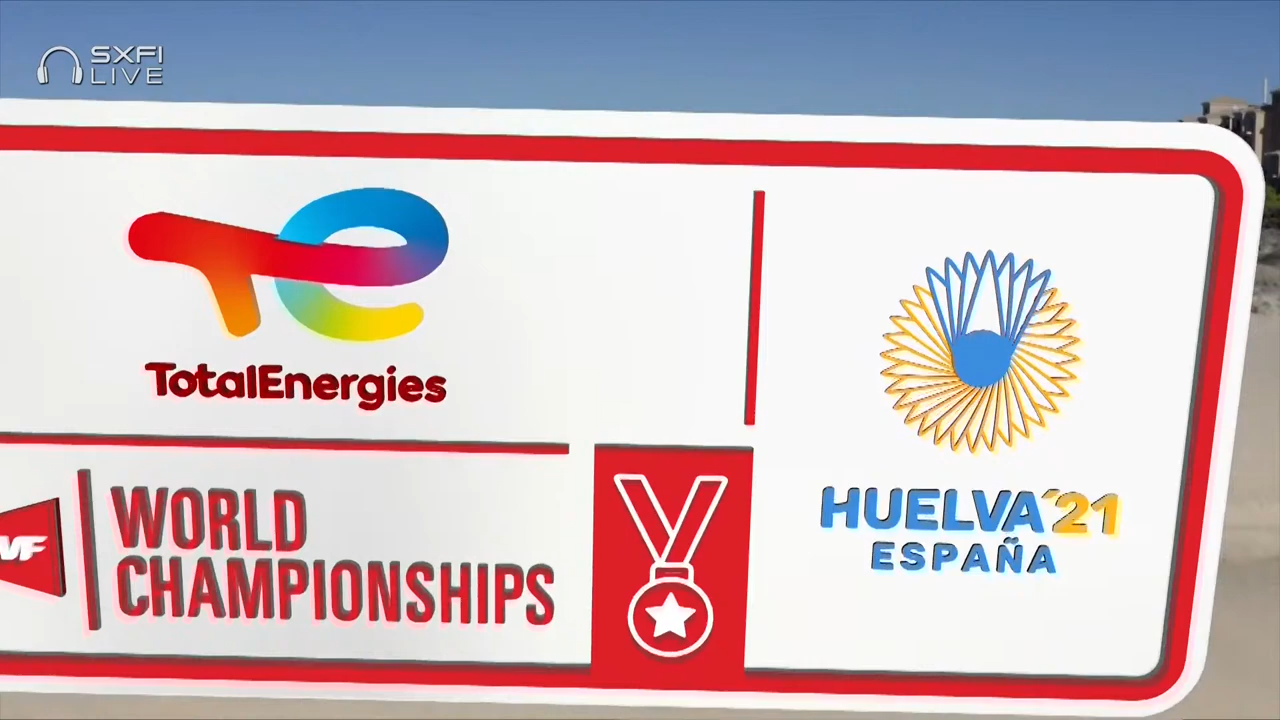 SXFI
LIVE
TotalEnergies
WORLD
CHAMPIONSHIPS
HUELVA'21
ESPAÑA